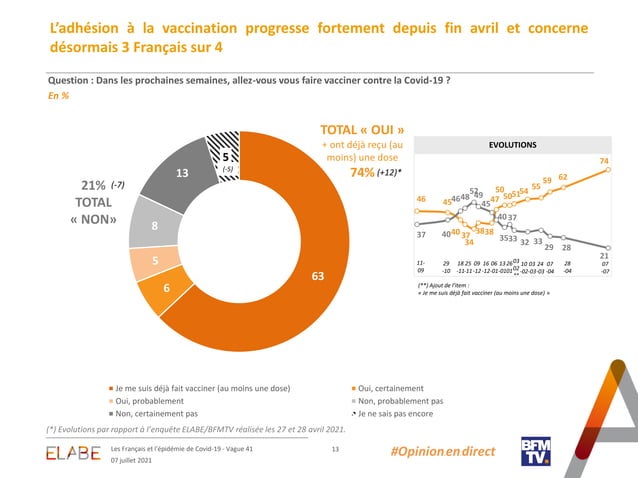 L'adhésion à la vaccination progresse fortement depuis fin avril et concerne
désormais 3 Français sur 4
Question : Dans les prochaines semaines, allez-vous vous faire vacciner contre la Covid-19 ?
En %
TOTAL « OUI »
+ ont déjà reçu (au
moins) une dose
74% (+12)*
21% (-7)
TOTAL
« NON»
5
(-5)
13
8
5
6
63
EVOLUTIONS
46 45 40 37 34 38 38 47 50 50 51 54 55 59 62 74
37 40 46 48 52 49 45 40 37 35 33 32 33 29 28 21
11- 29 18 25 09 16 06 13 26 03 10 03 24 07 28 07
09 -10 -11 -11 -12 -12 -01 -01 01 02 -02 -03 -03 -04 -04 -07
**
(**) Ajout de l'item :
« Je me suis déjà fait vacciner (au moins une dose) »
Je me suis déjà fait vacciner (au moins une dose)
Oui, certainement
Oui, probablement
Non, probablement pas
Non, certainement pas
Je ne sais pas encore
(*) Evolutions par rapport à l'enquête ELABE/BFMTV réalisée les 27 et 28 avril 2021.
ELABE
Les Français et l'épidémie de Covid-19 - Vague 41
07 juillet 2021
13
#Opinion en direct
BFM
TV.